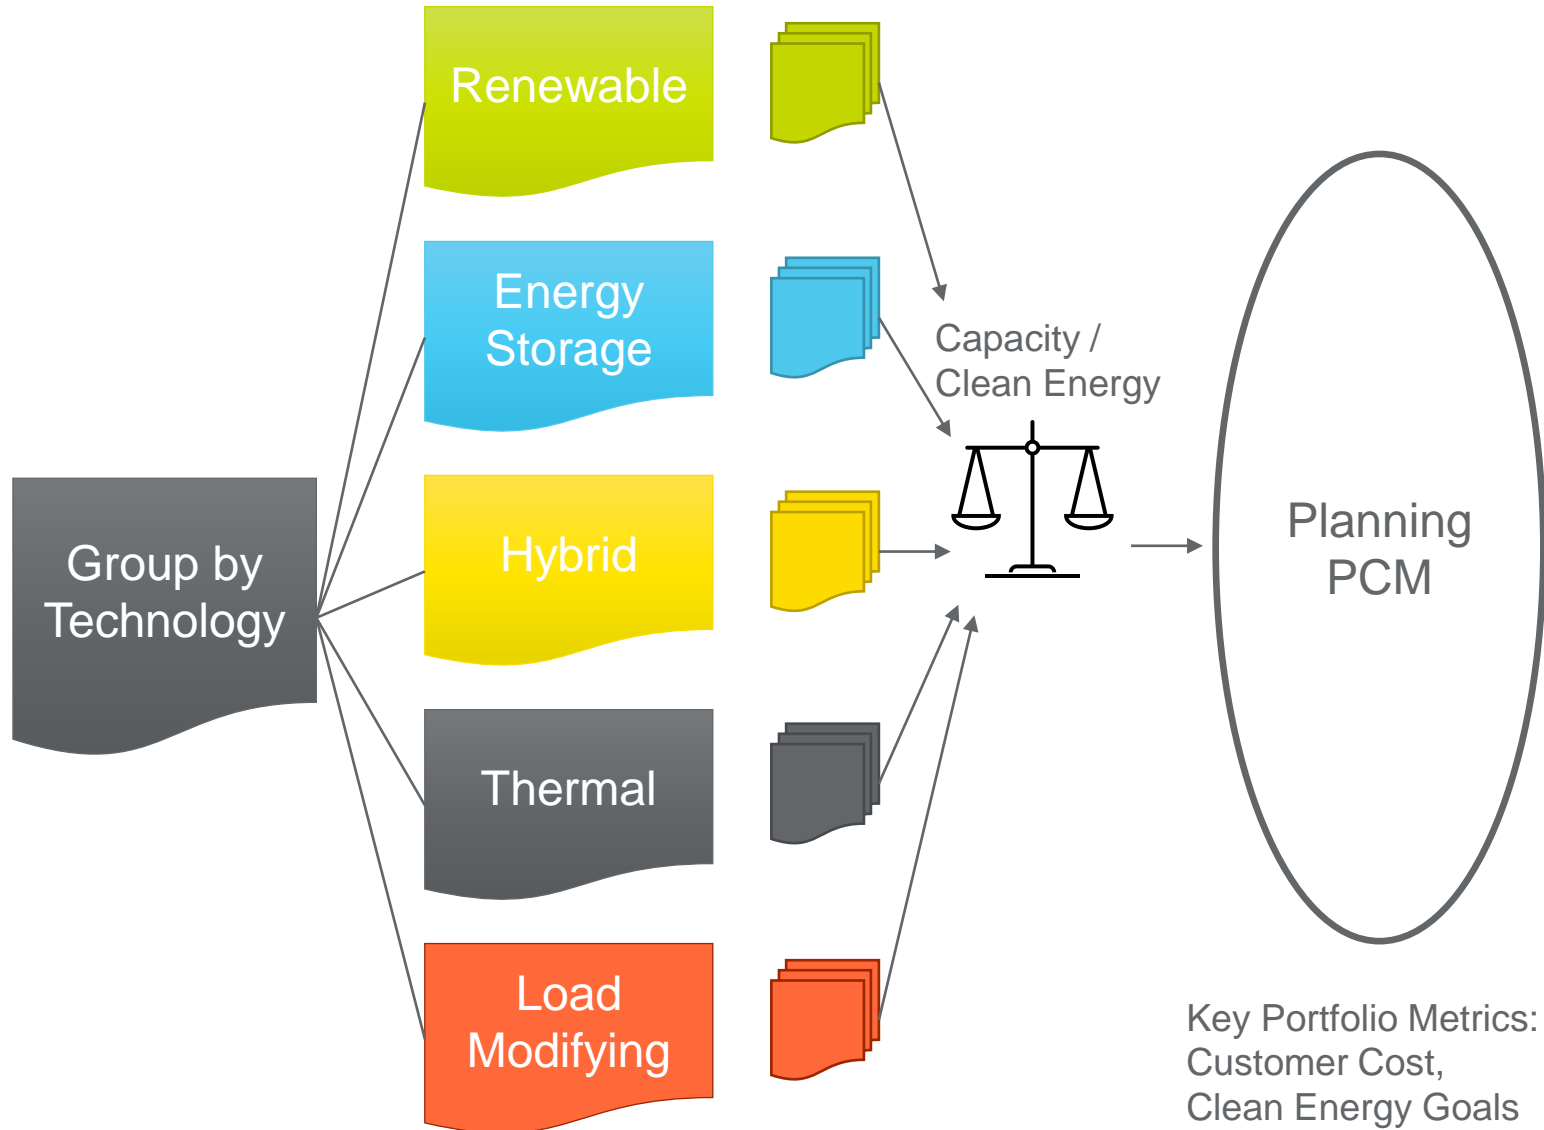 Group by
Technology
Renewable
Energy
Storage
Hybrid
Thermal
Load
Modifying
Capacity /
Clean Energy
Planning
PCM
Key Portfolio Metrics:
Customer Cost,
Clean Energy Goals